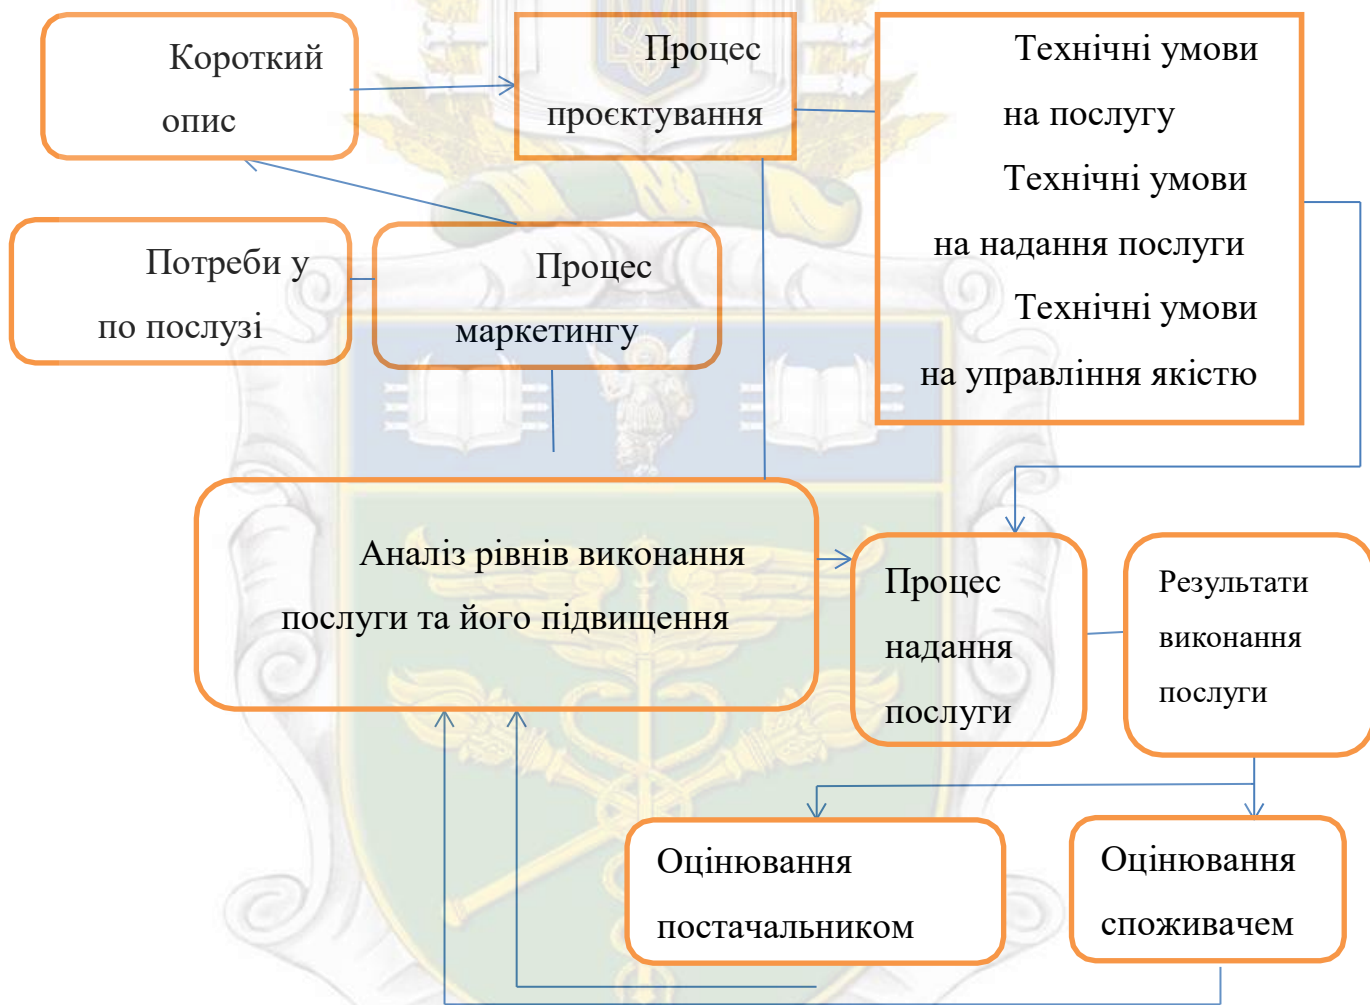 Короткий
опис
Процес
проєктування
Технічні умови
на послугу
Технічні умови
на надання послуги
Технічні умови
на управління якістю
Потреби у
по послузі
Процес
маркетингу
Аналіз рівнів виконання
послуги та його підвищення
Процес
надання
послуги
Результати
виконання
послуги
Оцінювання
постачальником
Оцінювання
споживачем